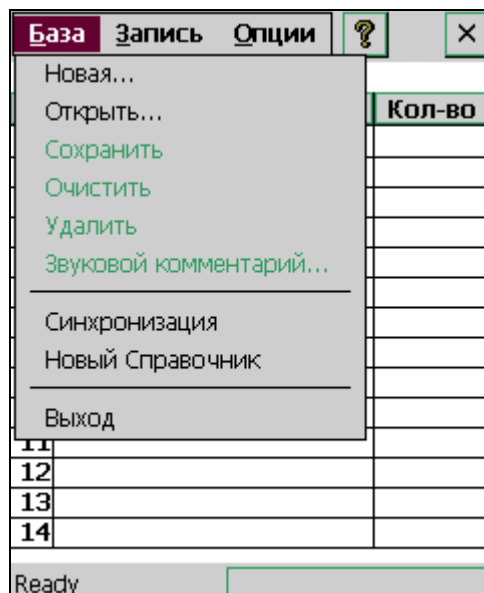 База Запись Опции ? ×
Новая...
Открыть...
Кол-во
Сохранить
Очистить
Удалить
Звуковой комментарий...
Синхронизация
Новый Справочник
Выход
11
12
13
14
Ready